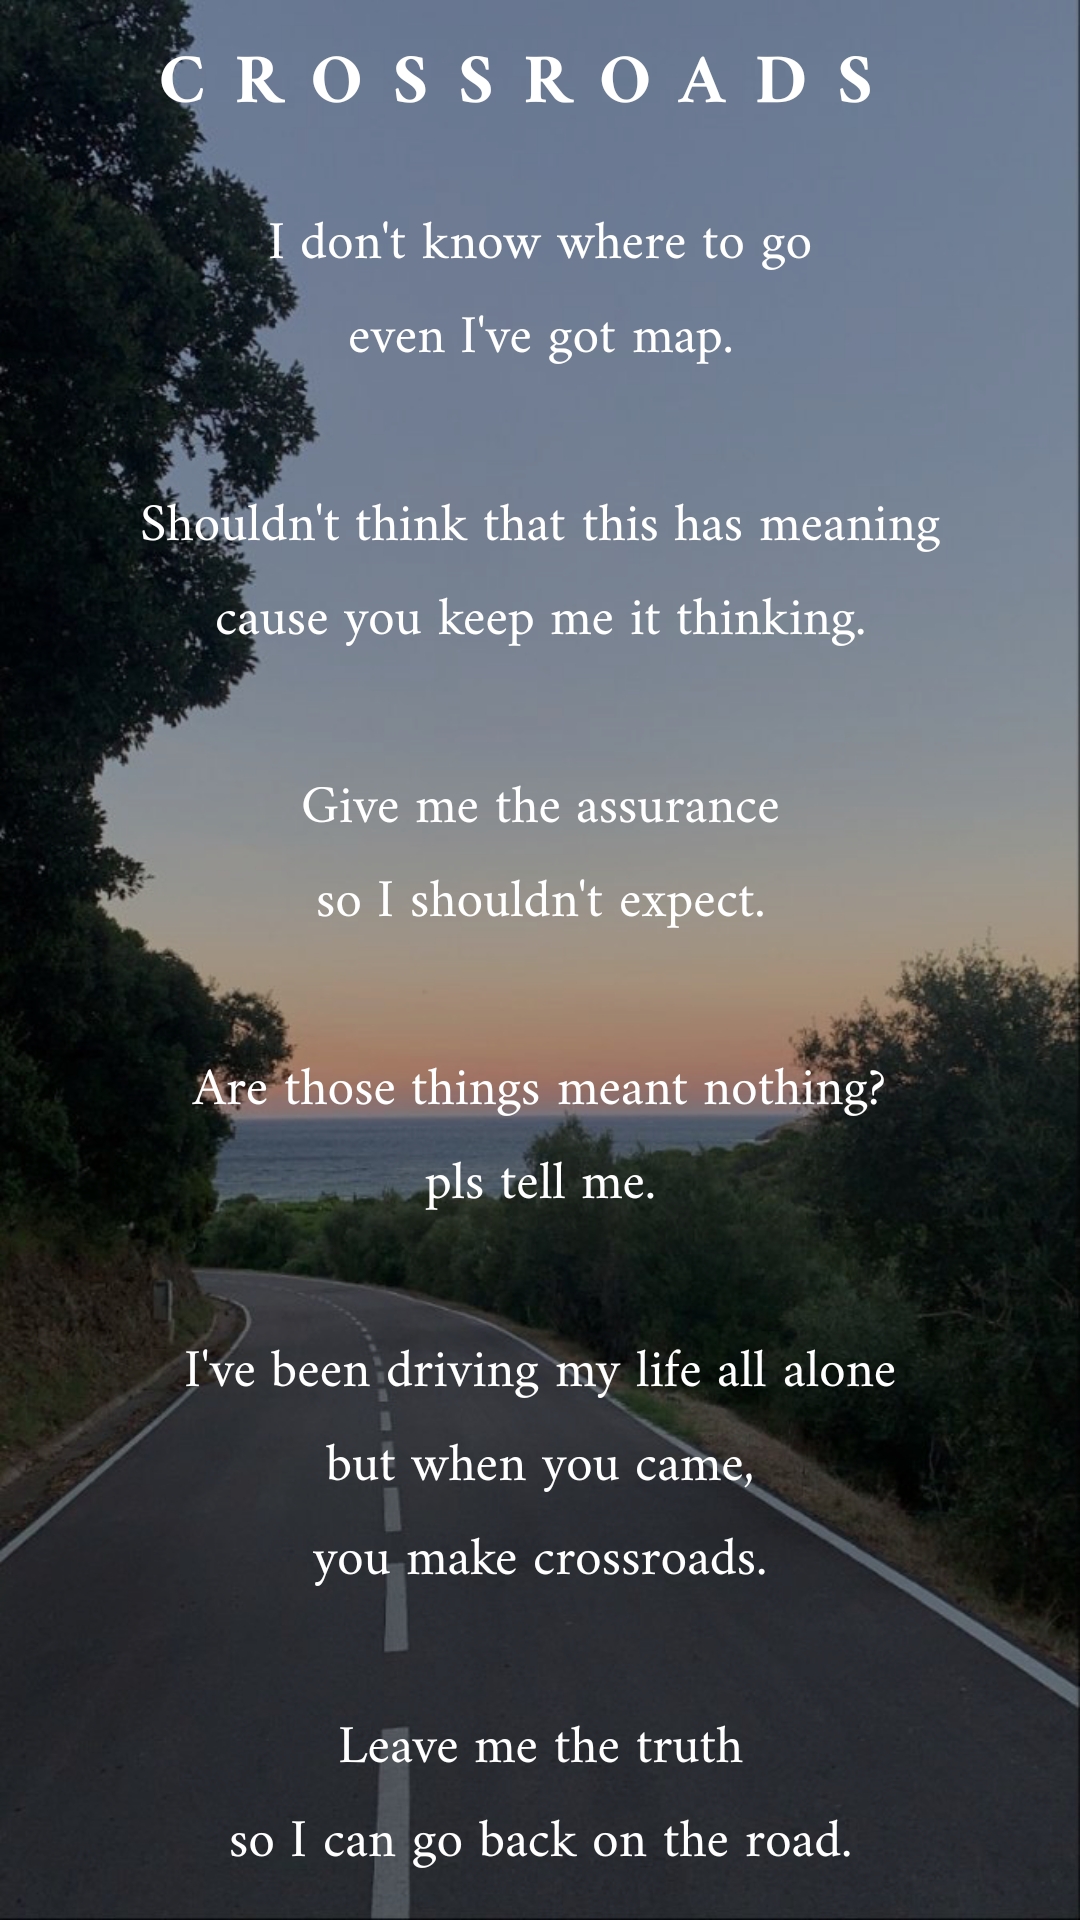 CROSSROADS
I don't know where to go
even I've got map.
Shouldn't think that this has meaning
cause you keep me it thinking.
Give me the assurance
so I shouldn't expect.
Are those things meant nothing?
pls tell me.
I've been driving my life all alone
but when you came,
you make crossroads.
Leave me the truth
so I can go back on the road.